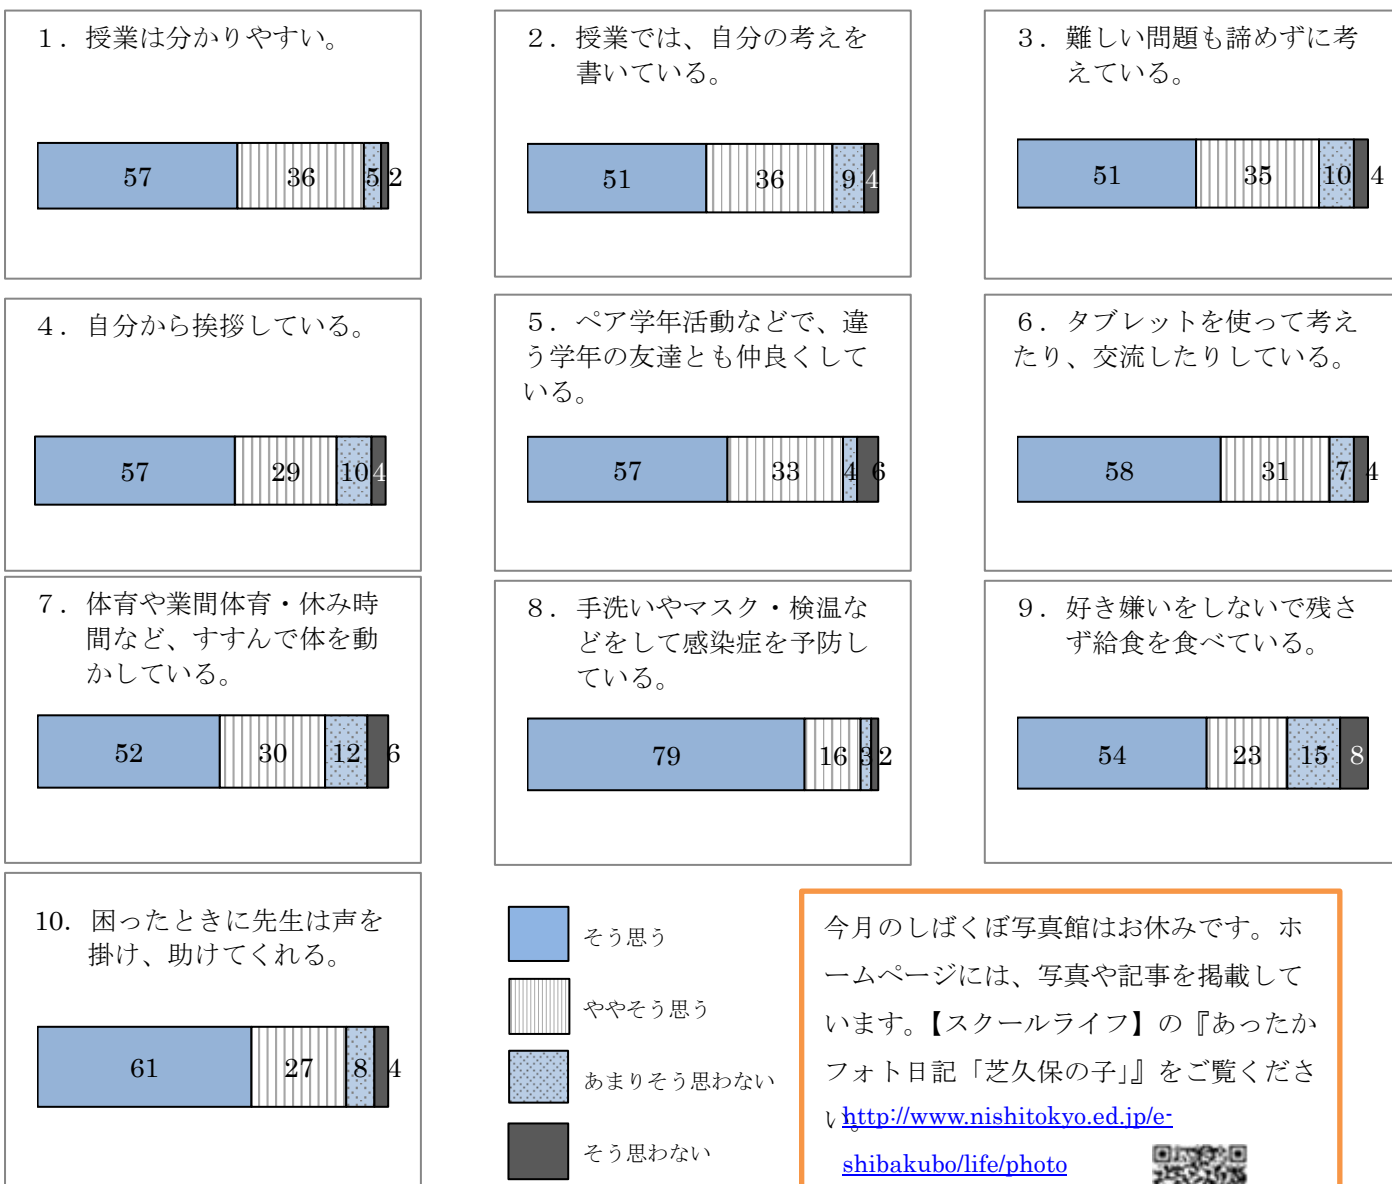 １．授業は分かりやすい。
57 36 5 2
２．授業では、自分の考えを
書いている。
51 36 9 4
３．難しい問題も諦めずに考
えている。
51 35 10 4
４．自分から挨拶している。
57 29 10 4
５．ペア学年活動などで、違
う学年の友達とも仲良くして
いる。
57 33 4 6
６．タブレットを使って考え
たり、交流したりしている。
58 31 7 4
７．体育や業間体育・休み時
間など、すすんで体を動
かしている。
52 30 12 6
８．手洗いやマスク・検温な
どをして感染症を予防し
ている。
79 16 3 2
９．好き嫌いをしないで残さ
ず給食を食べている。
54 23 15 8
10．困ったときに先生は声を
掛け、助けてくれる。
61 27 8 4
そう思う
ややそう思う
あまりそう思わない
そう思わない
今月のしばくぼ写真館はお休みです。ホ
ームページには、写真や記事を掲載して
います。【スクールライフ】の『あったか
フォト日記「芝久保の子」』をご覧くださ
い。
http://www.nishitokyo.ed.jp/e-
shibakubo/life/photo